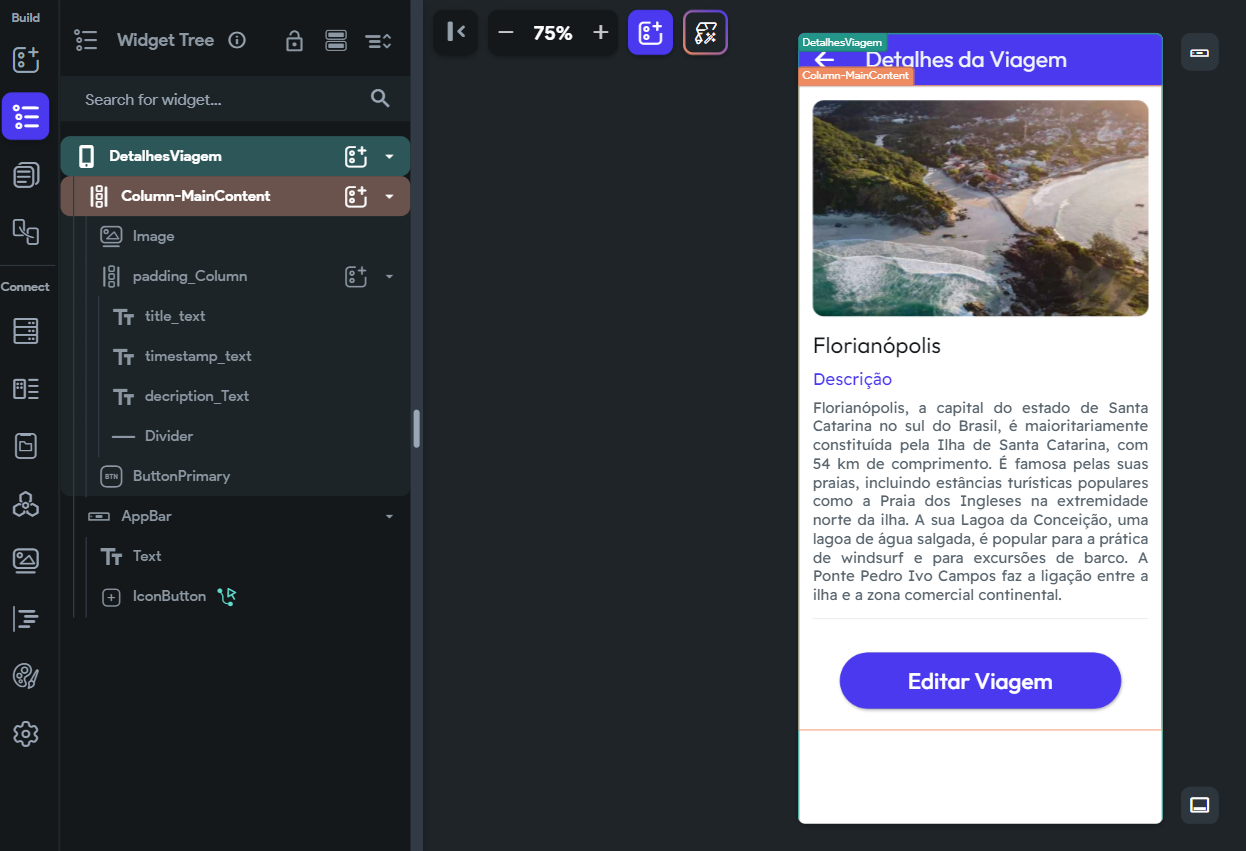 Build
Widget Tree
Search for widget...
DetalhesViagem
Column-MainContent
Image
padding_Column
title_text
timestamp_text
decription_Text
Divider
BTN
ButtonPrimary
AppBar
Text
IconButton
Connect
75%
DetalhesViagem
Detalhes da Viagem
Column-MainContent
Florianópolis
Descrição
Florianópolis, a capital do estado de Santa
Catarina no sul do Brasil, é maioritariamente
constituída pela Ilha de Santa Catarina, com
54 km de comprimento. É famosa pelas suas
praias, incluindo estâncias turísticas populares
como a Praia dos Ingleses na extremidade
norte da ilha. A sua Lagoa da Conceição, uma
lagoa de água salgada, é popular para a prática
de windsurf e para excursões de barco. A
Ponte Pedro Ivo Campos faz a ligação entre a
ilha e a zona comercial continental.
Editar Viagem